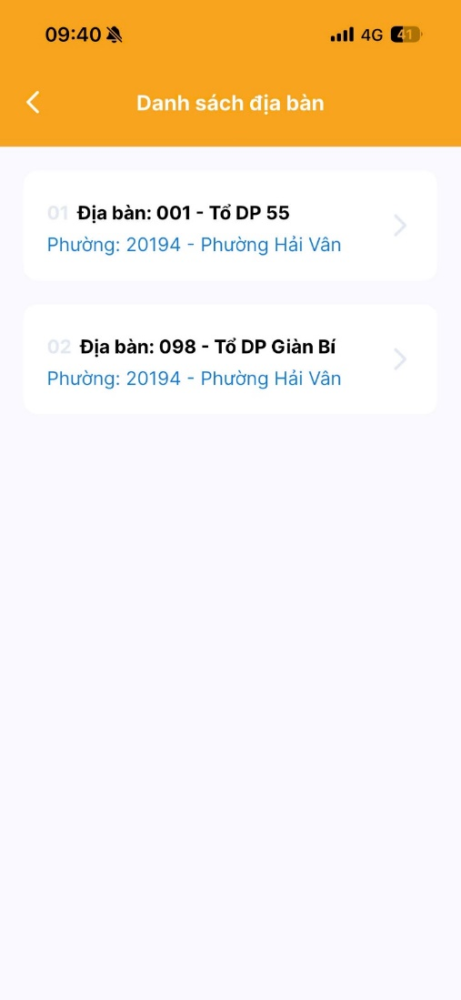 09:40
4G 41
Danh sách địa bàn
01 Địa bàn: 001 - Tổ DP 55
Phường: 20194 - Phường Hải Vân
02 Địa bàn: 098 - Tổ DP Giàn Bí
Phường: 20194 - Phường Hải Vân